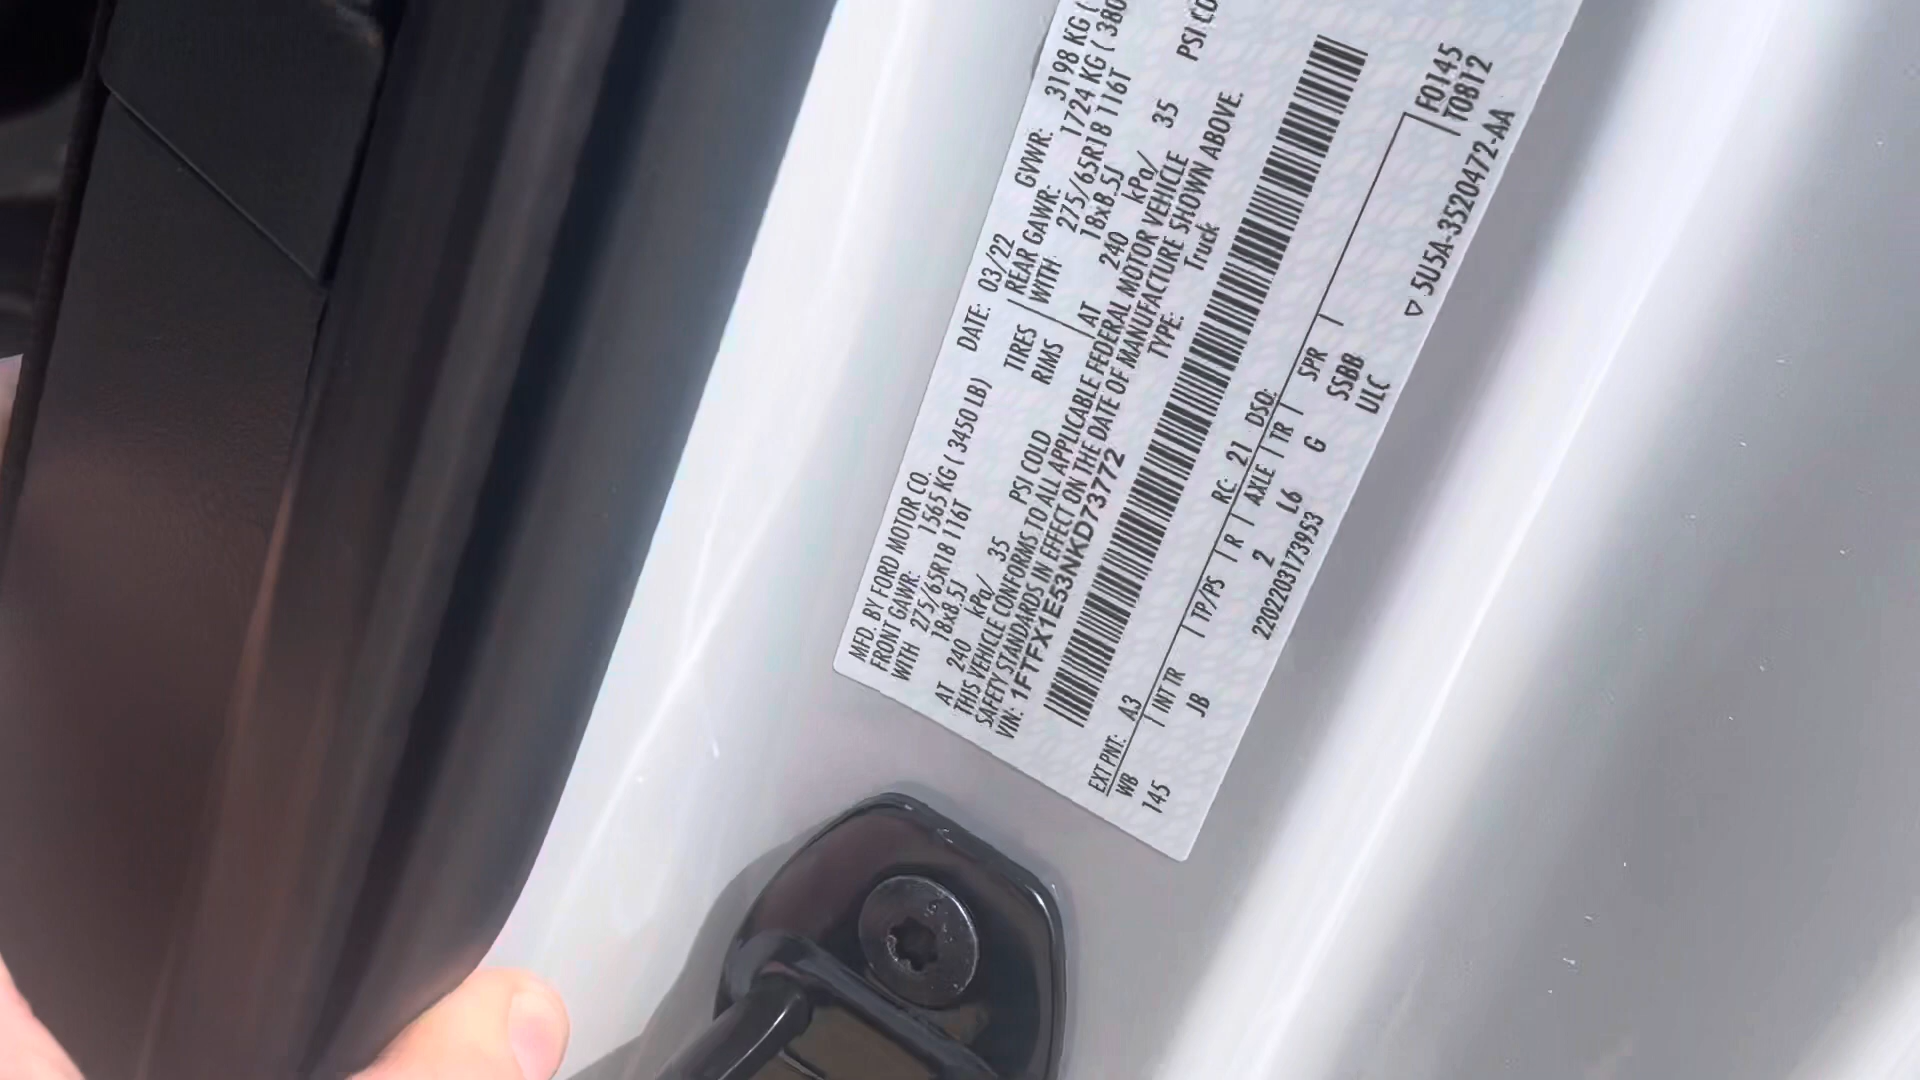 MFD. BY FORD MOTOR CO. DATE: 03/22 GVWR: 3198 KG (
FRONT GAWR: 1565 KG ( 3450 LB) REAR GAWR: 1724 KG ( 380
WITH 275/65R18 116T TIRES WITH 275/65R18 116T
18x8.5J RIMS 18x8.5J
AT 240 kPa/ 35 PSI COLD AT 240 kPa/ 35 PSI CO
THIS VEHICLE CONFORMS TO ALL APPLICABLE FEDERAL MOTOR VEHICLE
SAFETY STANDARDS IN EFFECT ON THE DATE OF MANUFACTURE SHOWN ABOVE.
VIN: 1FTFX1E53NKD73772 TYPE: Truck
EXT PNT: A3 RC: 21 DSO:
WB INT TR TP/PS R AXLE TR SPR F0145
145 JB 2 L6 G SSBB T0812
ULC
2202203173953 ▽ 5U5A-3520472-AA